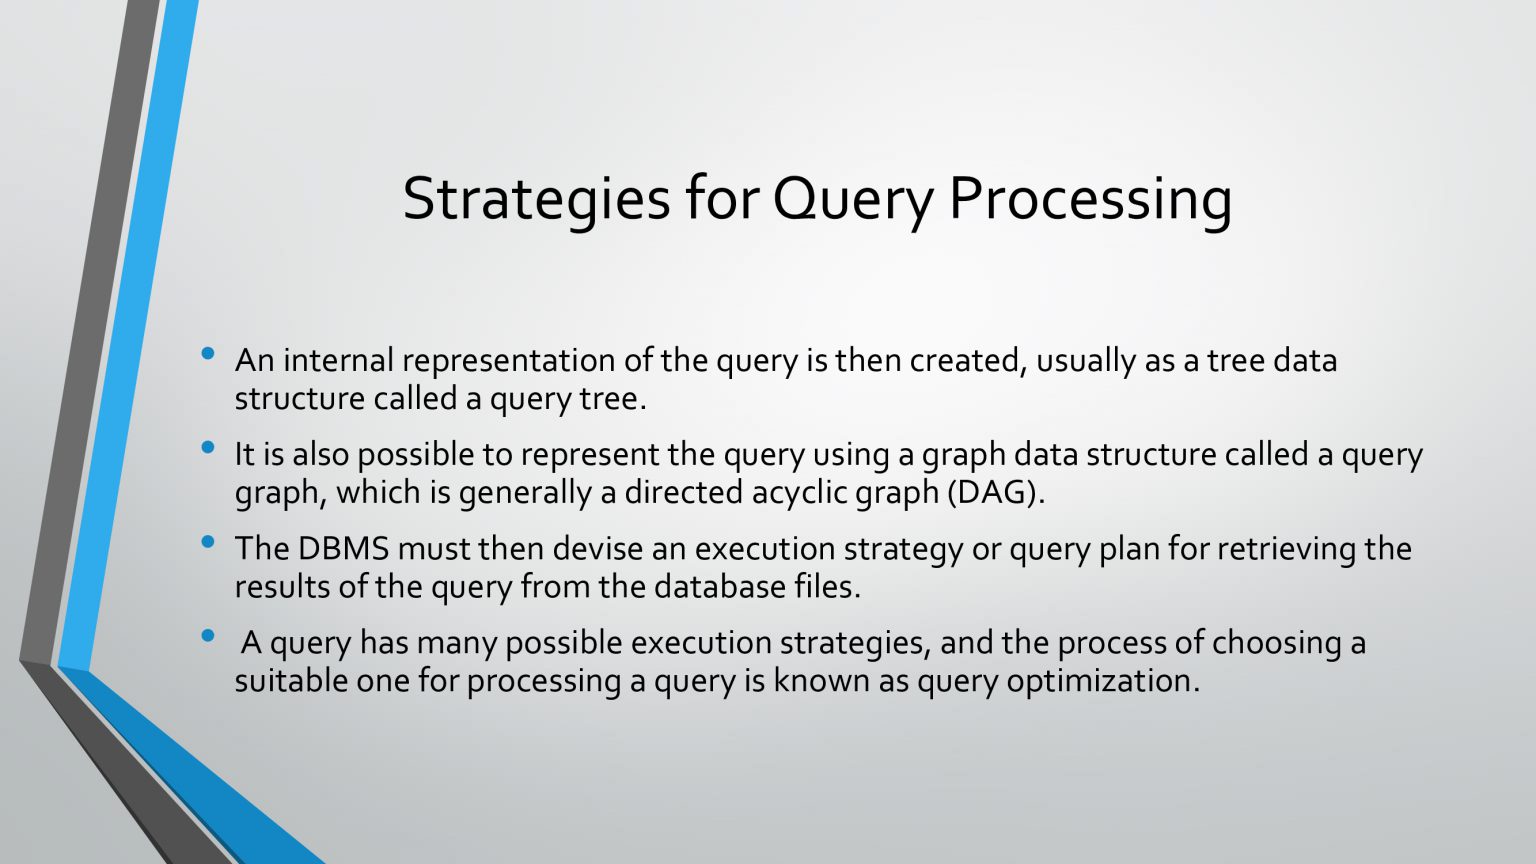 Strategies for Query Processing
• An internal representation of the query is then created, usually as a tree data
structure called a query tree.
• It is also possible to represent the query using a graph data structure called a query
graph, which is generally a directed acyclic graph (DAG).
• The DBMS must then devise an execution strategy or query plan for retrieving the
results of the query from the database files.
• A query has many possible execution strategies, and the process of choosing a
suitable one for processing a query is known as query optimization.